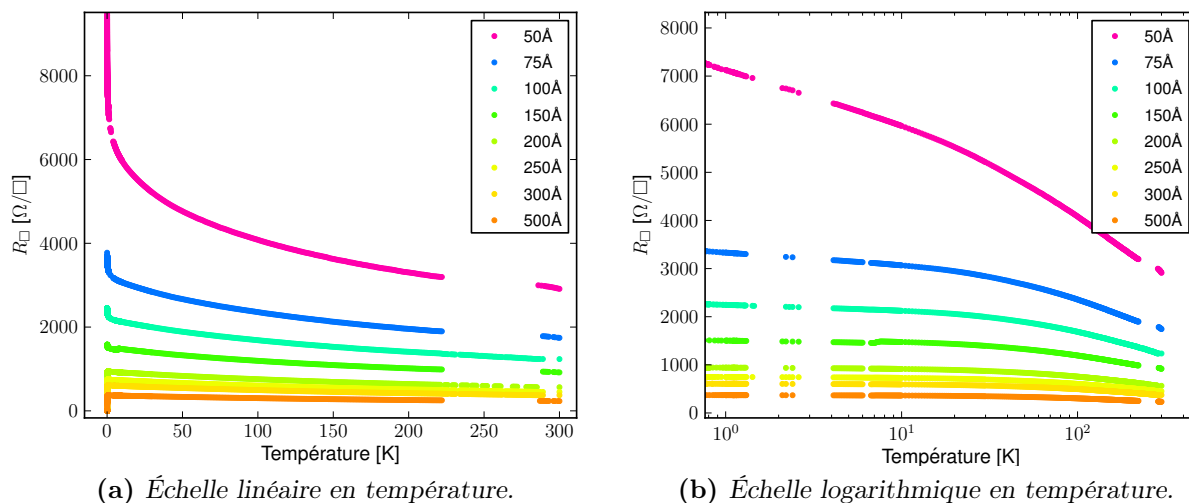 8000
6000
4000
2000
0
R□ [Ω/□]
0 50 100 150 200 250 300
Température [K]
50Å
75Å
100Å
150Å
200Å
250Å
300Å
500Å
(a) Échelle linéaire en température.
8000
7000
6000
5000
4000
3000
2000
1000
0
R□ [Ω/□]
10⁰ 10¹ 10²
Température [K]
50Å
75Å
100Å
150Å
200Å
250Å
300Å
500Å
(b) Échelle logarithmique en température.